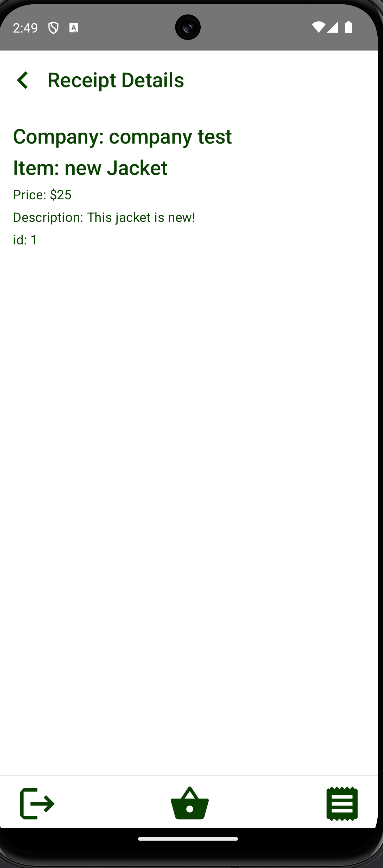 2:49
A
Receipt Details
Company: company test
Item: new Jacket
Price: $25
Description: This jacket is new!
id: 1